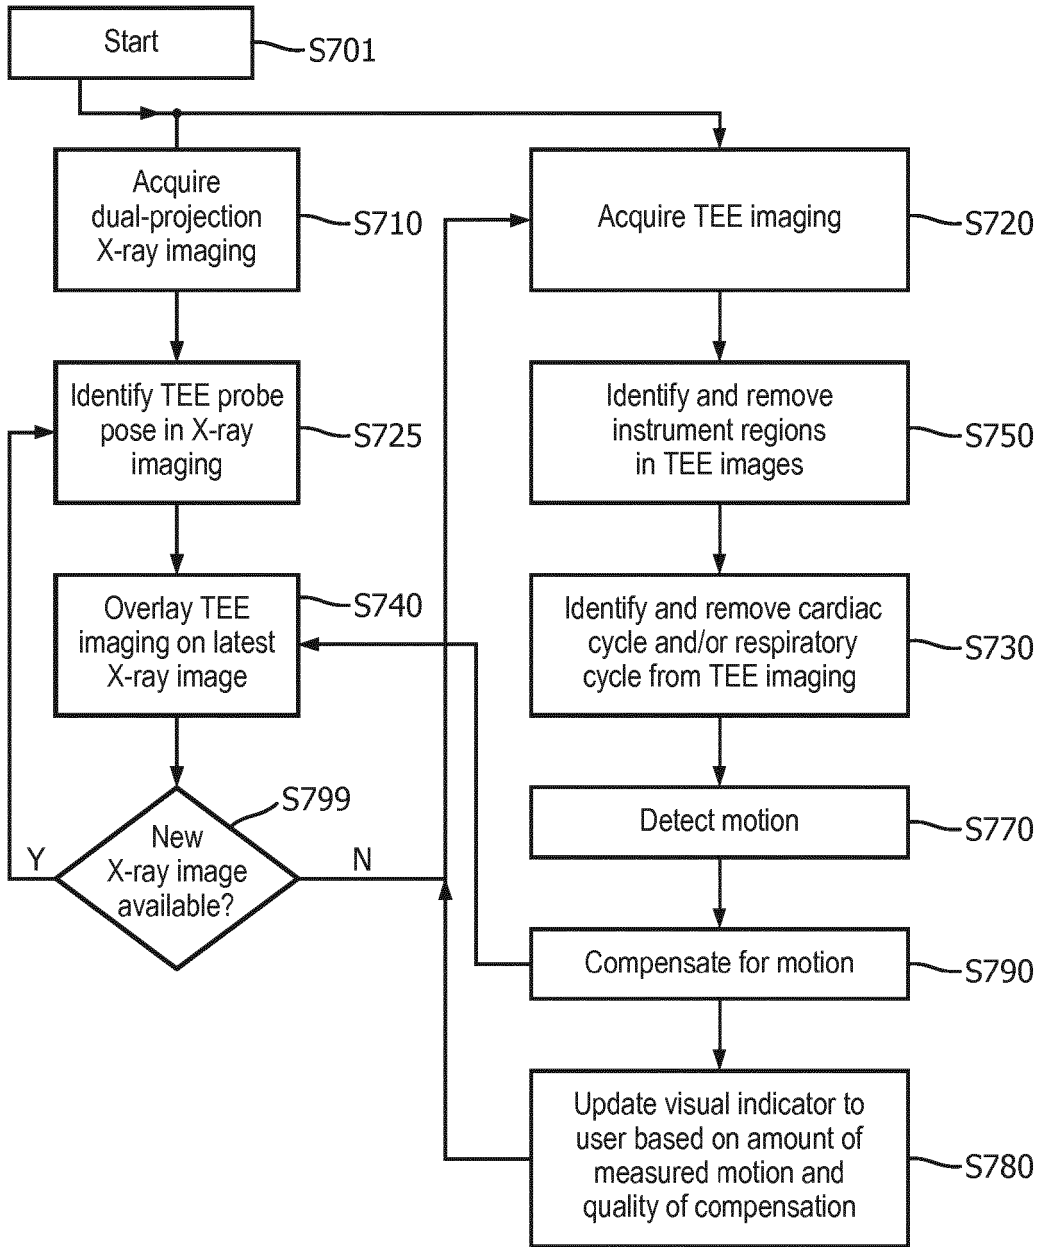 Start
S701
Acquire
dual-projection
X-ray imaging
S710
Acquire TEE imaging
S720
Identify TEE probe
pose in X-ray
imaging
S725
Identify and remove
instrument regions
in TEE images
S750
Overlay TEE
imaging on latest
X-ray image
S740
Identify and remove cardiac
cycle and/or respiratory
cycle from TEE imaging
S730
New
X-ray image
available?
S799
Y
N
Detect motion
S770
Compensate for motion
S790
Update visual indicator to
user based on amount of
measured motion and
quality of compensation
S780